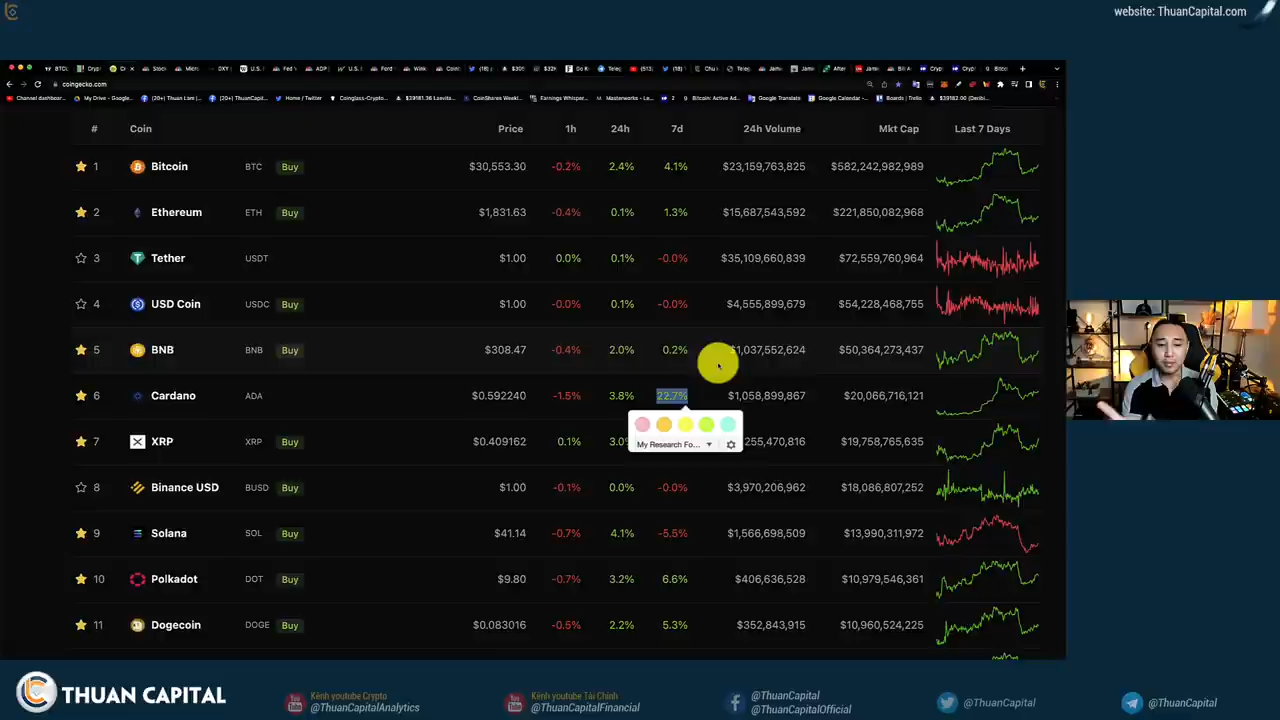 website: ThuanCapital.com
coingecko.com
# Coin Price 1h 24h 7d 24h Volume Mkt Cap Last 7 Days
1 Bitcoin BTC Buy $30,553.30 -0.2% 2.4% 4.1% $23,159,763,825 $582,242,982,989
2 Ethereum ETH Buy $1,831.63 -0.4% 0.1% 1.3% $15,687,543,592 $221,850,082,968
3 Tether USDT $1.00 0.0% 0.1% -0.0% $35,109,660,839 $72,559,760,964
4 USD Coin USDC Buy $1.00 -0.0% 0.1% -0.0% $4,555,899,679 $54,228,468,755
5 BNB BNB Buy $308.47 -0.4% 2.0% 0.2% $1,037,552,624 $50,364,273,437
6 Cardano ADA $0.592240 -1.5% 3.8% 22.7% $1,058,899,867 $20,066,716,121
My Research Fo...
7 XRP XRP Buy $0.409162 0.1% 3.0 255,470,816 $19,758,765,635
8 Binance USD BUSD Buy $1.00 -0.1% 0.0% -0.0% $3,970,206,962 $18,086,807,252
9 Solana SOL Buy $41.14 -0.7% 4.1% -5.5% $1,566,698,509 $13,990,311,972
10 Polkadot DOT Buy $9.80 -0.7% 3.2% 6.6% $406,636,528 $10,979,546,361
11 Dogecoin DOGE Buy $0.083016 -0.5% 2.2% 5.3% $352,843,915 $10,960,524,225
THUAN CAPITAL
Kênh youtube Crypto
@ThuanCapitalAnalytics
Kênh youtube Tài Chính
@ThuanCapitalFinancial
@ThuanCapital
@ThuanCapitalOfficial
@ThuanCapital
@ThuanCapital